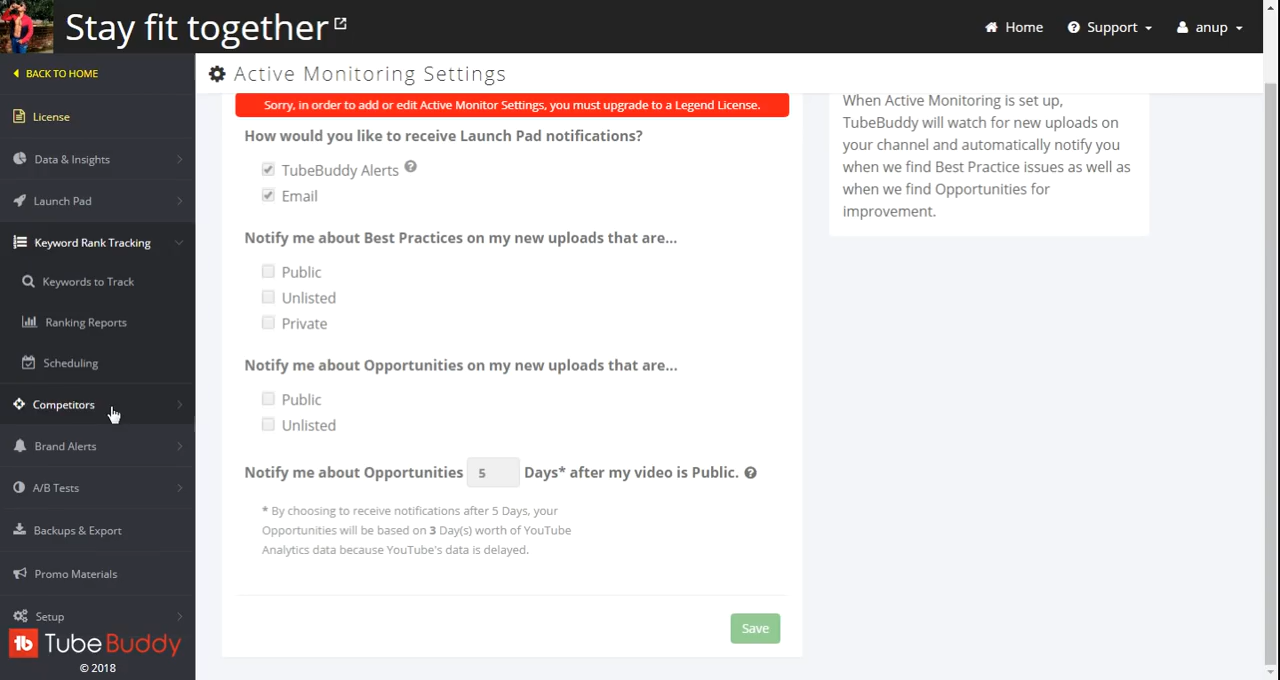 Stay fit together
Home
Support
anup
BACK TO HOME
License
Data & Insights
Launch Pad
Keyword Rank Tracking
Keywords to Track
Ranking Reports
Scheduling
Competitors
Brand Alerts
A/B Tests
Backups & Export
Promo Materials
Setup
TubeBuddy
© 2018
Active Monitoring Settings
Sorry, in order to add or edit Active Monitor Settings, you must upgrade to a Legend License.
How would you like to receive Launch Pad notifications?
TubeBuddy Alerts
Email
Notify me about Best Practices on my new uploads that are...
Public
Unlisted
Private
Notify me about Opportunities on my new uploads that are...
Public
Unlisted
Notify me about Opportunities 5 Days* after my video is Public.
* By choosing to receive notifications after 5 Days, your
Opportunities will be based on 3 Day(s) worth of YouTube
Analytics data because YouTube's data is delayed.
Save
When Active Monitoring is set up,
TubeBuddy will watch for new uploads on
your channel and automatically notify you
when we find Best Practice issues as well as
when we find Opportunities for
improvement.